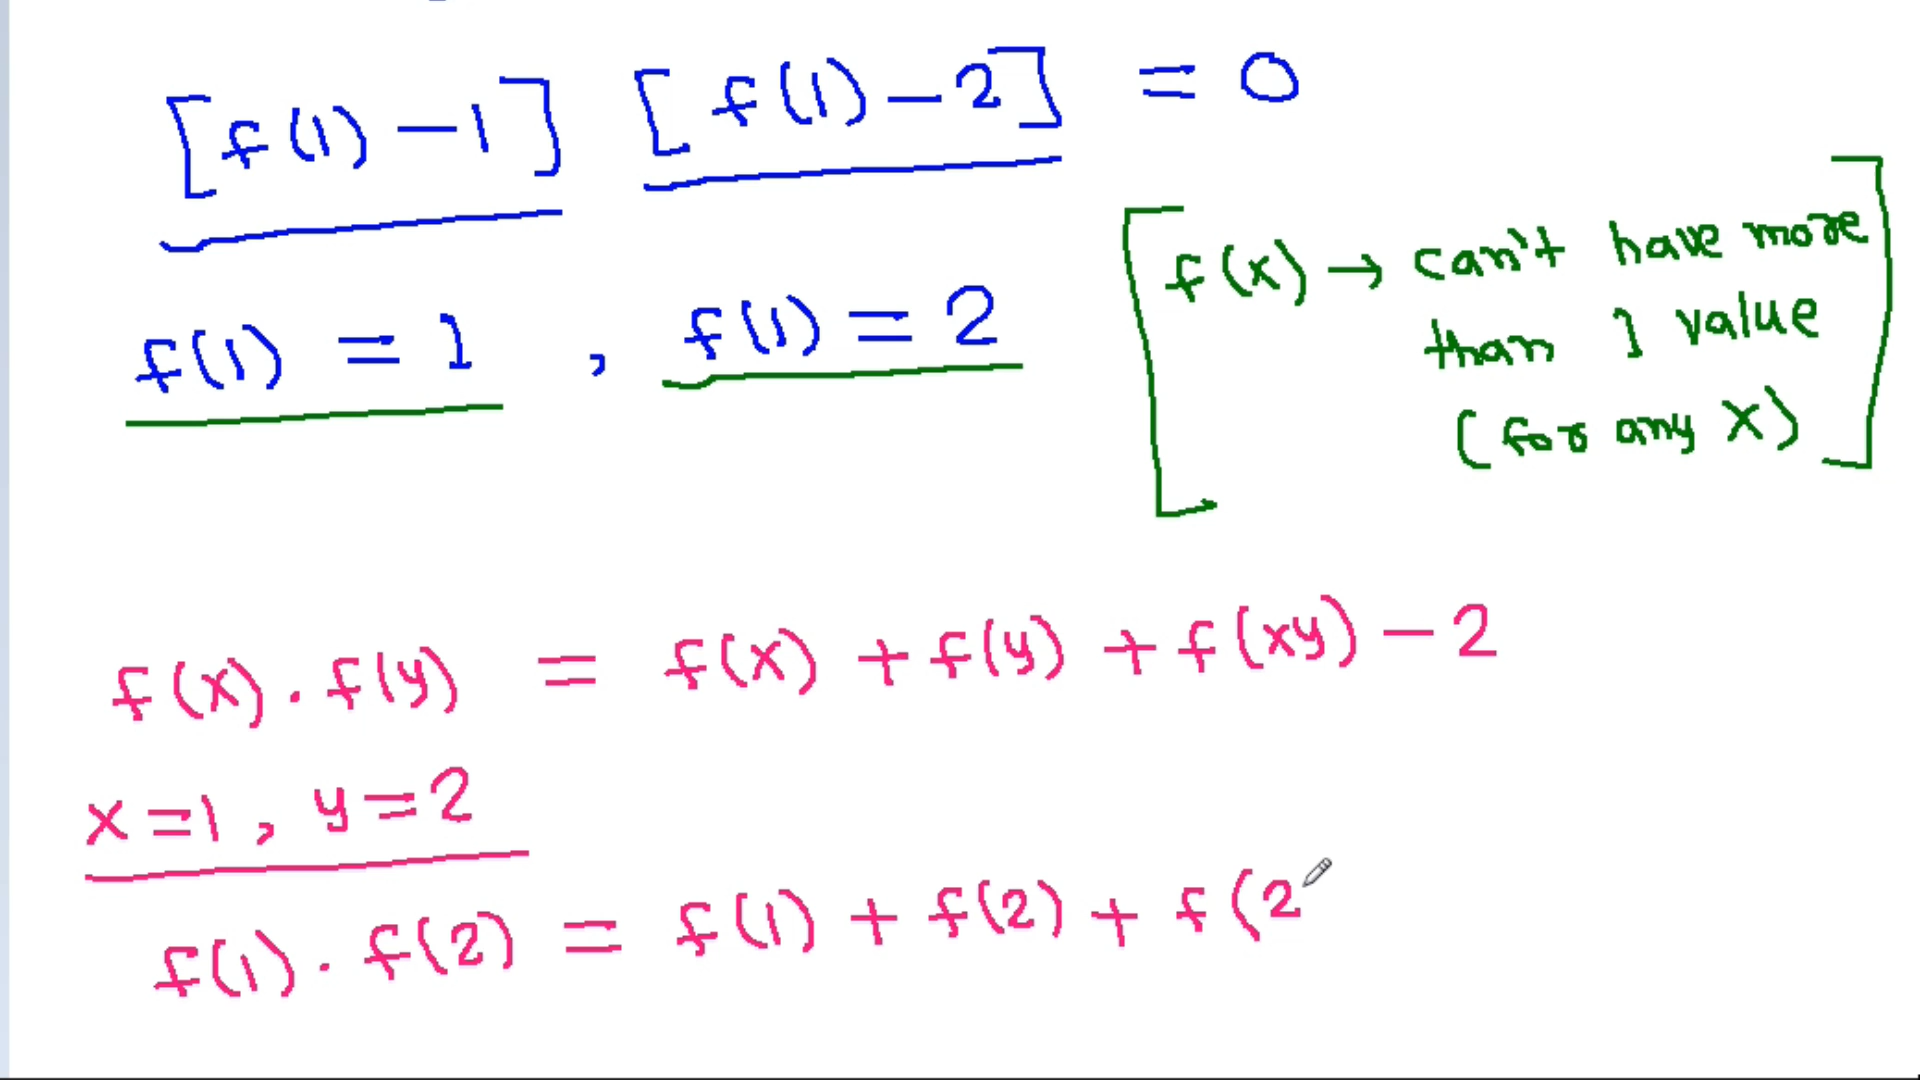 [f(1)-1] [f(1)-2] = 0
f(1) = 1 , f(1) = 2
[f(x) → can't have more
than 1 value
(for any x)]
f(x).f(y) = f(x) + f(y) + f(xy) - 2
x=1, y=2
f(1).f(2) = f(1) + f(2) + f(2